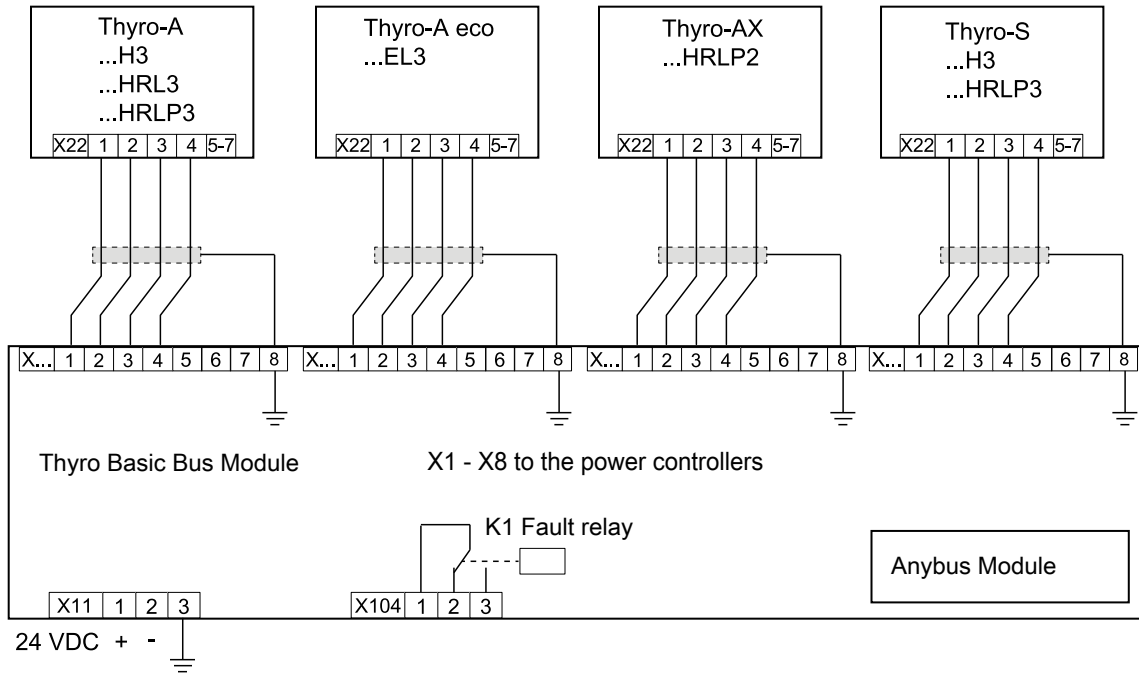 Thyro-A
...H3
...HRL3
...HRLP3
X22 1 2 3 4 5-7
Thyro-A eco
...EL3
X22 1 2 3 4 5-7
Thyro-AX
...HRLP2
X22 1 2 3 4 5-7
Thyro-S
...H3
...HRLP3
X22 1 2 3 4 5-7
X... 1 2 3 4 5 6 7 8
X... 1 2 3 4 5 6 7 8
X... 1 2 3 4 5 6 7 8
X... 1 2 3 4 5 6 7 8
Thyro Basic Bus Module
X1 - X8 to the power controllers
K1 Fault relay
Anybus Module
X11 1 2 3
X104 1 2 3
24 VDC + -